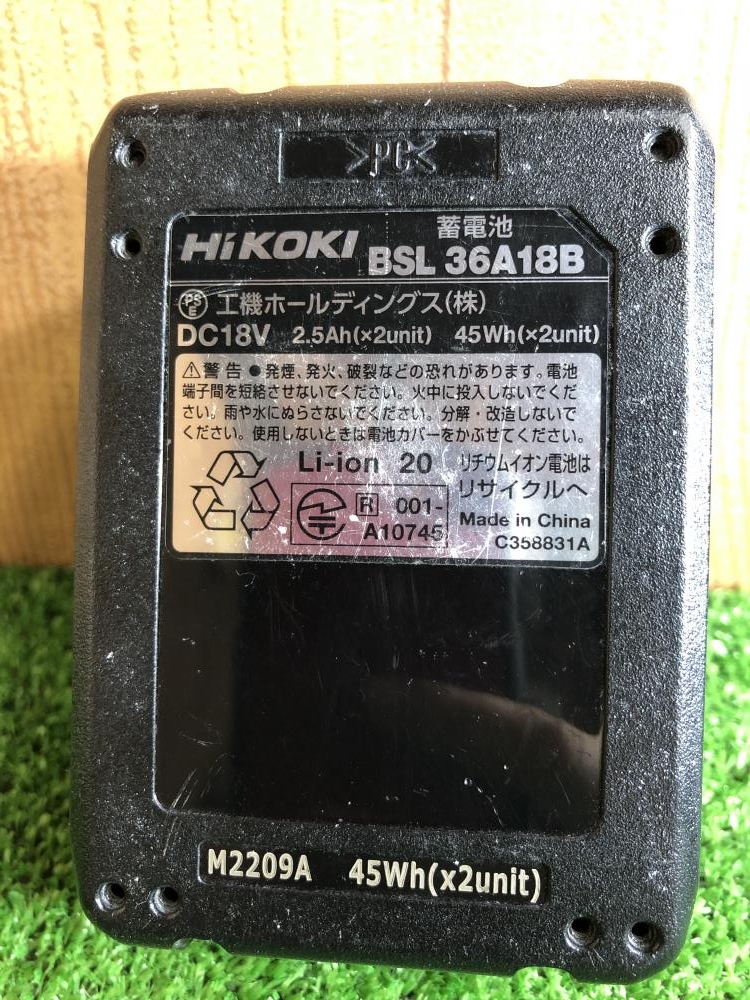 >PC<
蓄電池
HiKOKI BSL 36A18B
PSE 工機ホールディングス(株)
DC18V 2.5Ah(×2unit) 45Wh(×2unit)
⚠警告 ●発煙、発火、破裂などの恐れがあります。電池
端子間を短絡させないでください。火中に投入しないでくだ
さい。雨や水にぬらさないでください。分解・改造しないで
ください。使用しないときは電池カバーをかぶせてください。
Li-ion 20 リチウムイオン電池は
リサイクルへ
R 001-
A10745
Made in China
C358831A
M2209A 45Wh(x2unit)